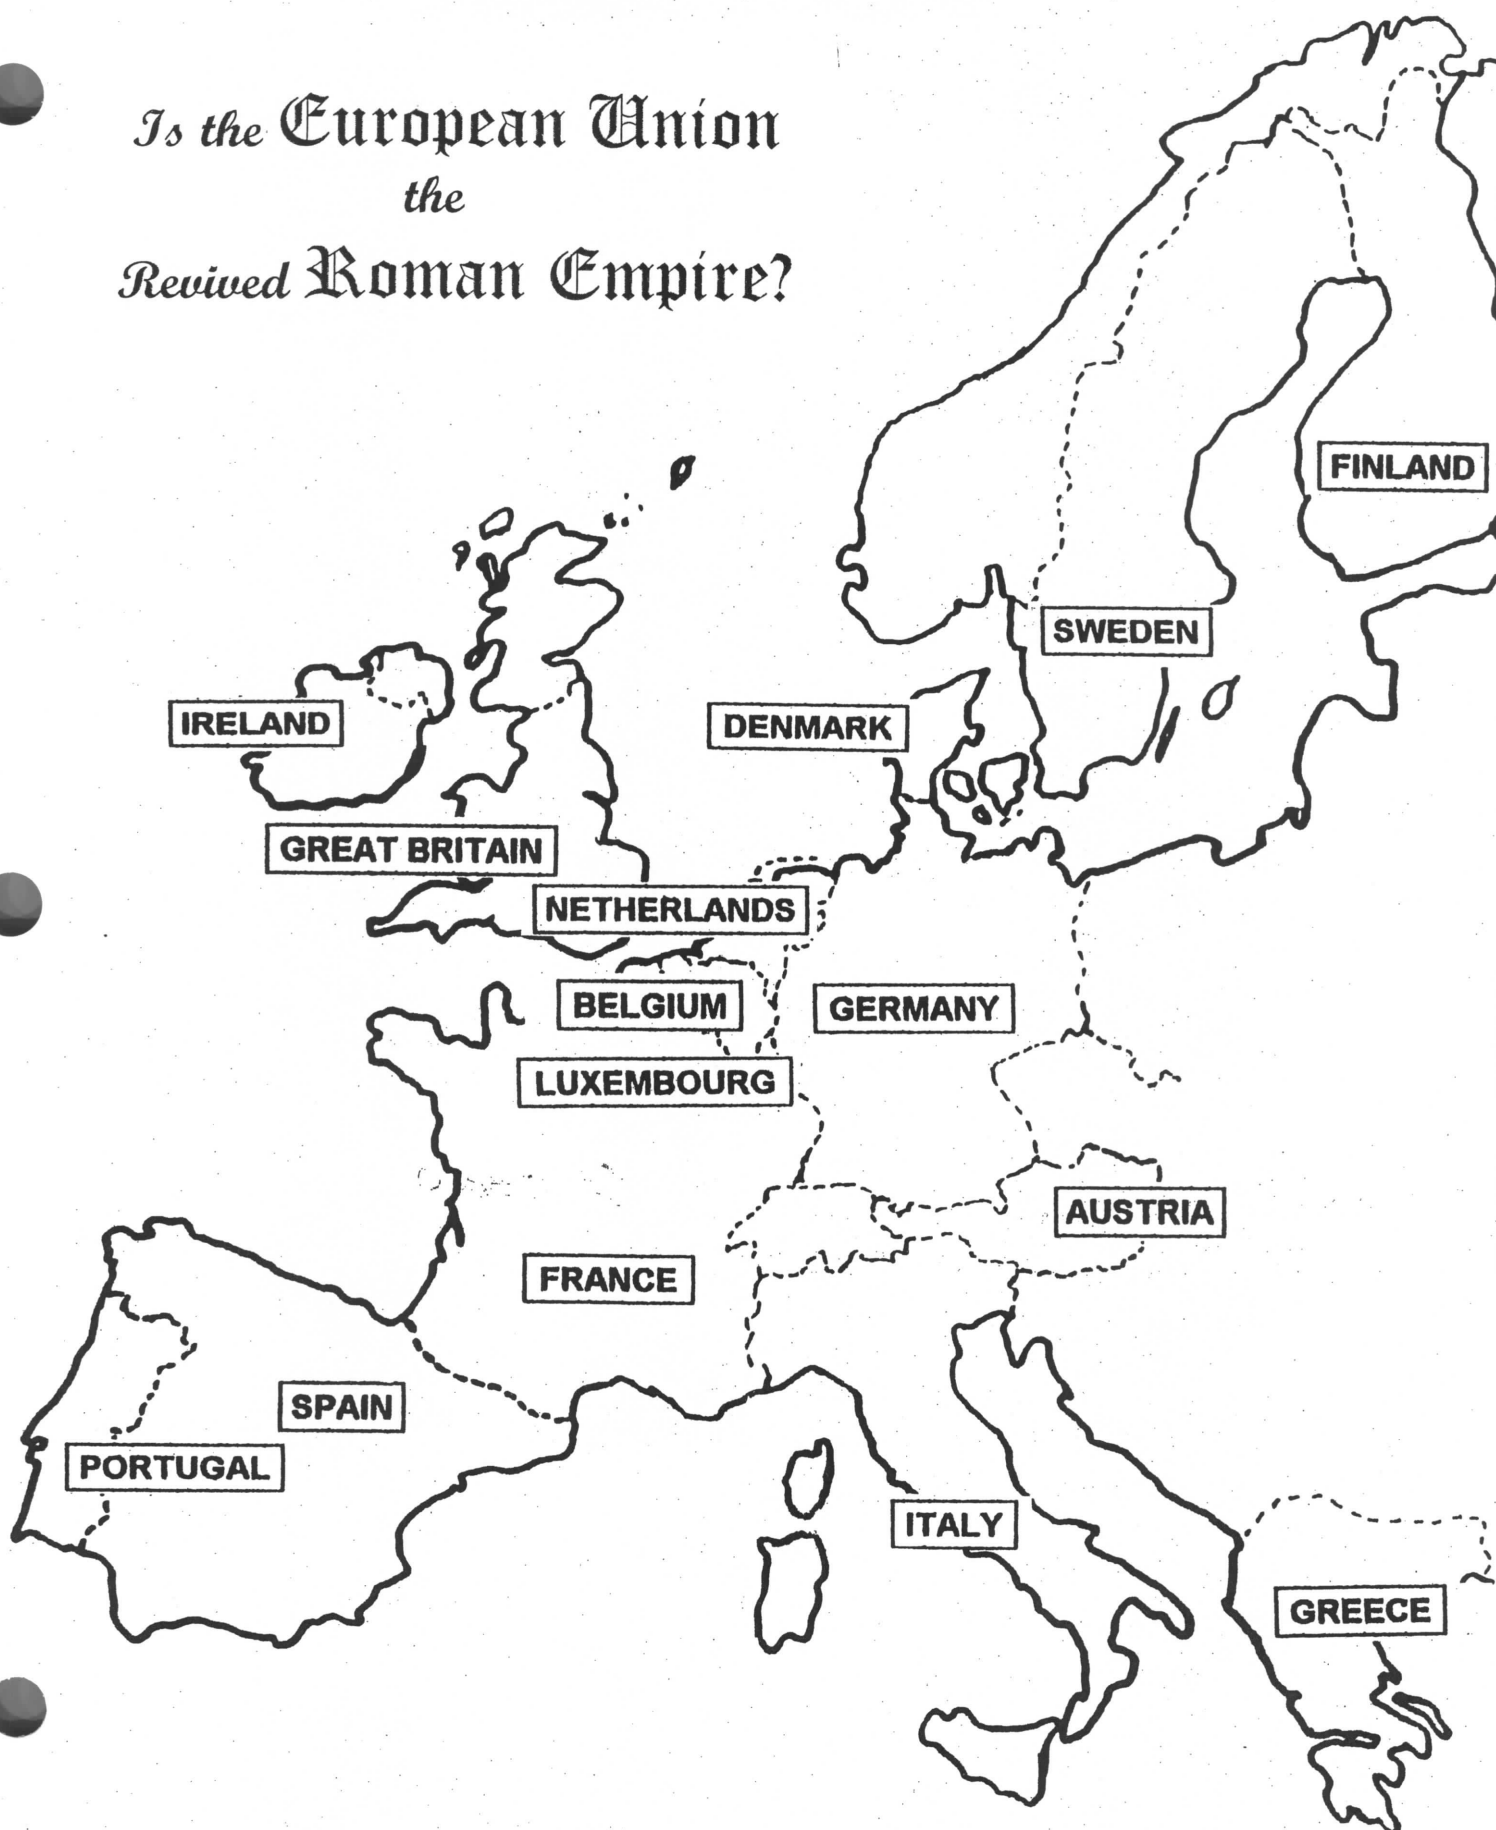 Is the European Union
the
Revived Roman Empire?
FINLAND
SWEDEN
IRELAND
DENMARK
GREAT BRITAIN
NETHERLANDS
BELGIUM
GERMANY
LUXEMBOURG
AUSTRIA
FRANCE
SPAIN
PORTUGAL
ITALY
GREECE